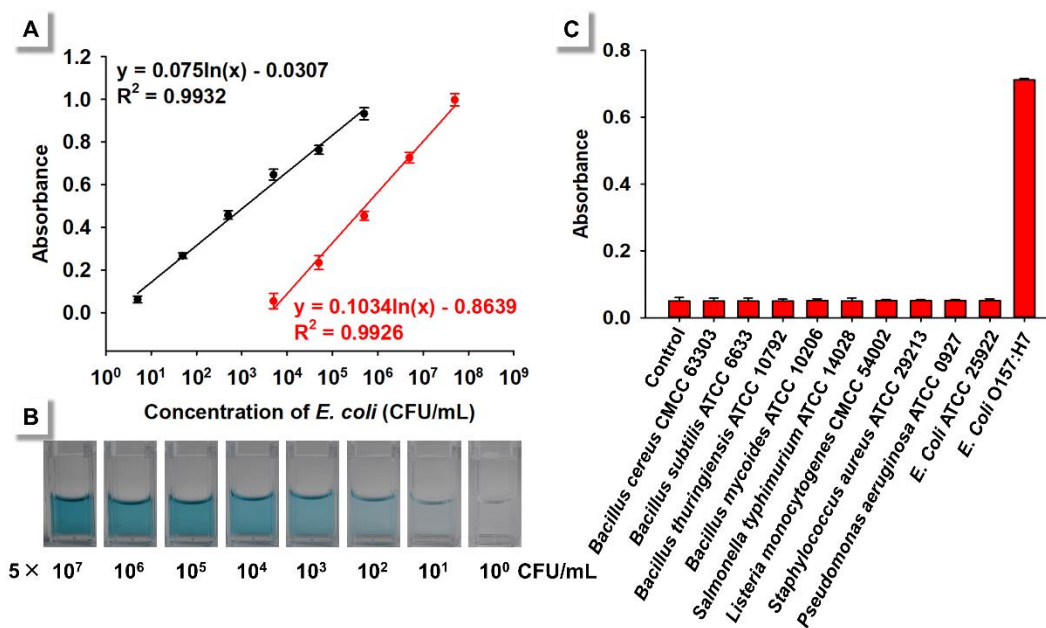 A
y = 0.075ln(x) - 0.0307
R² = 0.9932
Absorbance
1.2
1.0
0.8
0.6
0.4
0.2
0.0
y = 0.1034ln(x) - 0.8639
R² = 0.9926
10⁰ 10¹ 10² 10³ 10⁴ 10⁵ 10⁶ 10⁷ 10⁸ 10⁹
Concentration of E. coli (CFU/mL)
B
5 × 10⁷ 10⁶ 10⁵ 10⁴ 10³ 10² 10¹ 10⁰ CFU/mL
C
Absorbance
0.8
0.6
0.4
0.2
0.0
Control
Bacillus cereus CMCC 63303
Bacillus subtilis ATCC 6633
Bacillus thuringiensis ATCC 10792
Bacillus mycoides ATCC 10206
Salmonella typhimurium ATCC 14028
Listeria monocytogenes CMCC 54002
Staphylococcus aureus ATCC 29213
Pseudomonas aeruginosa ATCC 0927
E. Coli ATCC 25922
E. Coli O157:H7